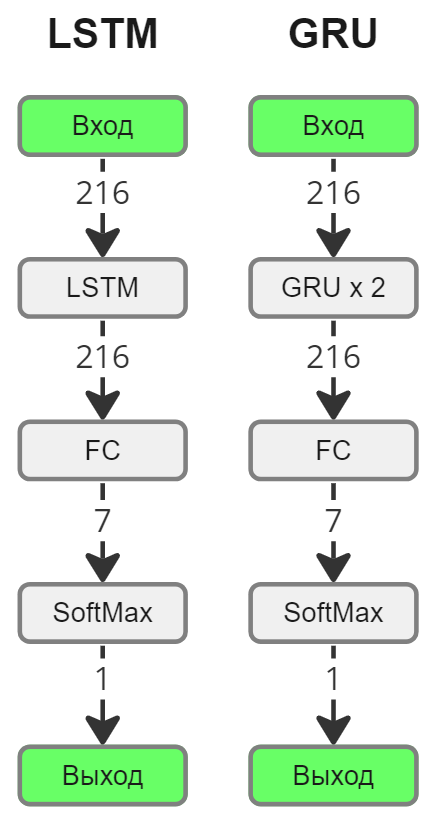 LSTM
Вход
216
LSTM
216
FC
7
SoftMax
1
Выход
GRU
Вход
216
GRU x 2
216
FC
7
SoftMax
1
Выход